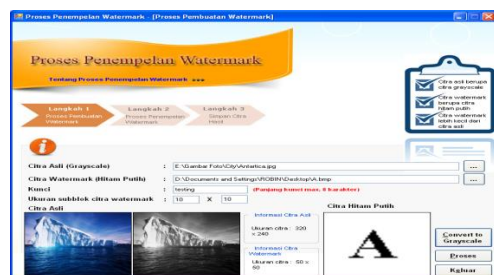 Proses Penempelan Watermark - [Proses Pembuatan Watermark]
Proses Penempelan Watermark
Tentang Proses Penempelan Watermark
Citra asli berupa
citra grayscale
Citra watermark
berupa citra
hitam putih
Citra watermark
lebih kecil dari
citra asli
Langkah 1
Proses Pembuatan
Watermark
Langkah 2
Proses Penempelan
Watermark
Langkah 3
Simpan Citra
Hasil
Citra Asli (Grayscale) : E:\Gambar Foto\City\Antartica.jpg ...
Citra Watermark (Hitam Putih) : D:\Documents and Settings\ROBIN\Desktop\A.bmp ...
Kunci : testing (Panjang kunci max. 8 karakter)
Ukuran subblok citra watermark : 10 X 10
Citra Asli
Informasi Citra Asli
Ukuran citra : 320
x 240
Informasi Citra
Watermark
Ukuran citra : 50 x
50
Citra Hitam Putih
A
Convert to
Grayscale
Proses
Keluar